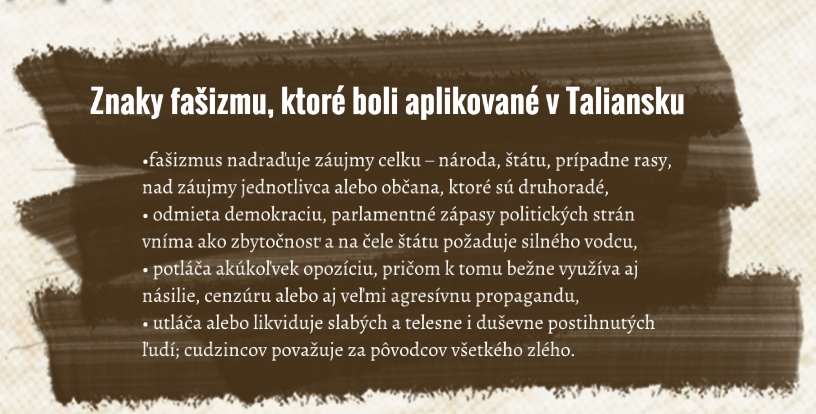 Znaky fašizmu, ktoré boli aplikované v Taliansku
•fašizmus nadraďuje záujmy celku – národa, štátu, prípadne rasy,
nad záujmy jednotlivca alebo občana, ktoré sú druhoradé,
• odmieta demokraciu, parlamentné zápasy politických strán
vníma ako zbytočnosť a na čele štátu požaduje silného vodcu,
• potláča akúkoľvek opozíciu, pričom k tomu bežne využíva aj
násilie, cenzúru alebo aj veľmi agresívnu propagandu,
• utláča alebo likviduje slabých a telesne i duševne postihnutých
ľudí; cudzincov považuje za pôvodcov všetkého zlého.